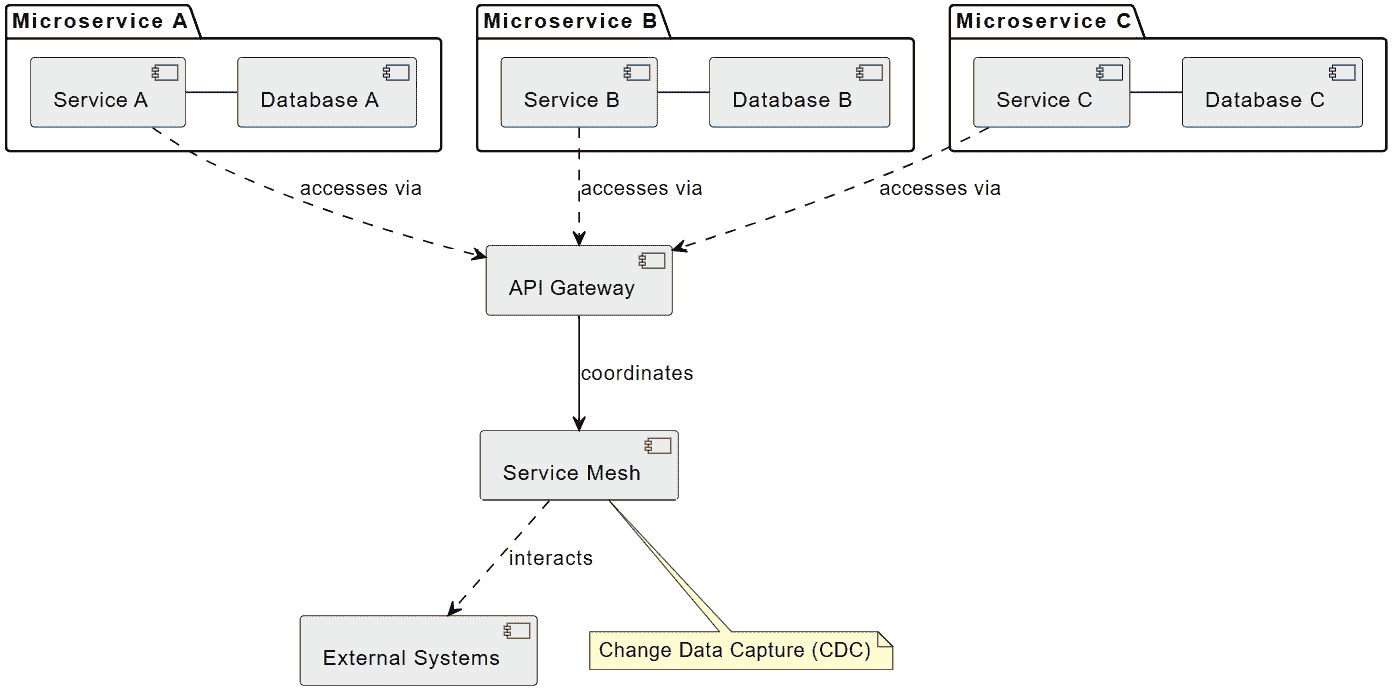 Microservice A
Microservice B
Microservice C
Service A
Database A
Service B
Database B
Service C
Database C
accesses via
accesses via
accesses via
API Gateway
coordinates
Service Mesh
interacts
External Systems
Change Data Capture (CDC)